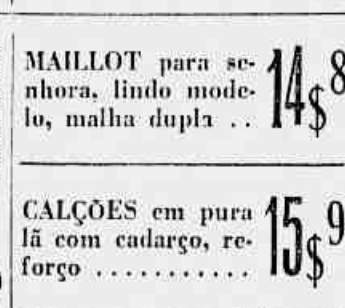 MAILLOT para se-
nhora, lindo mode-
lo, malha dupla . .
14$8
CALÇÕES em pura
lã com cadarço, re-
forço . . . . . . . . . . .
15$9